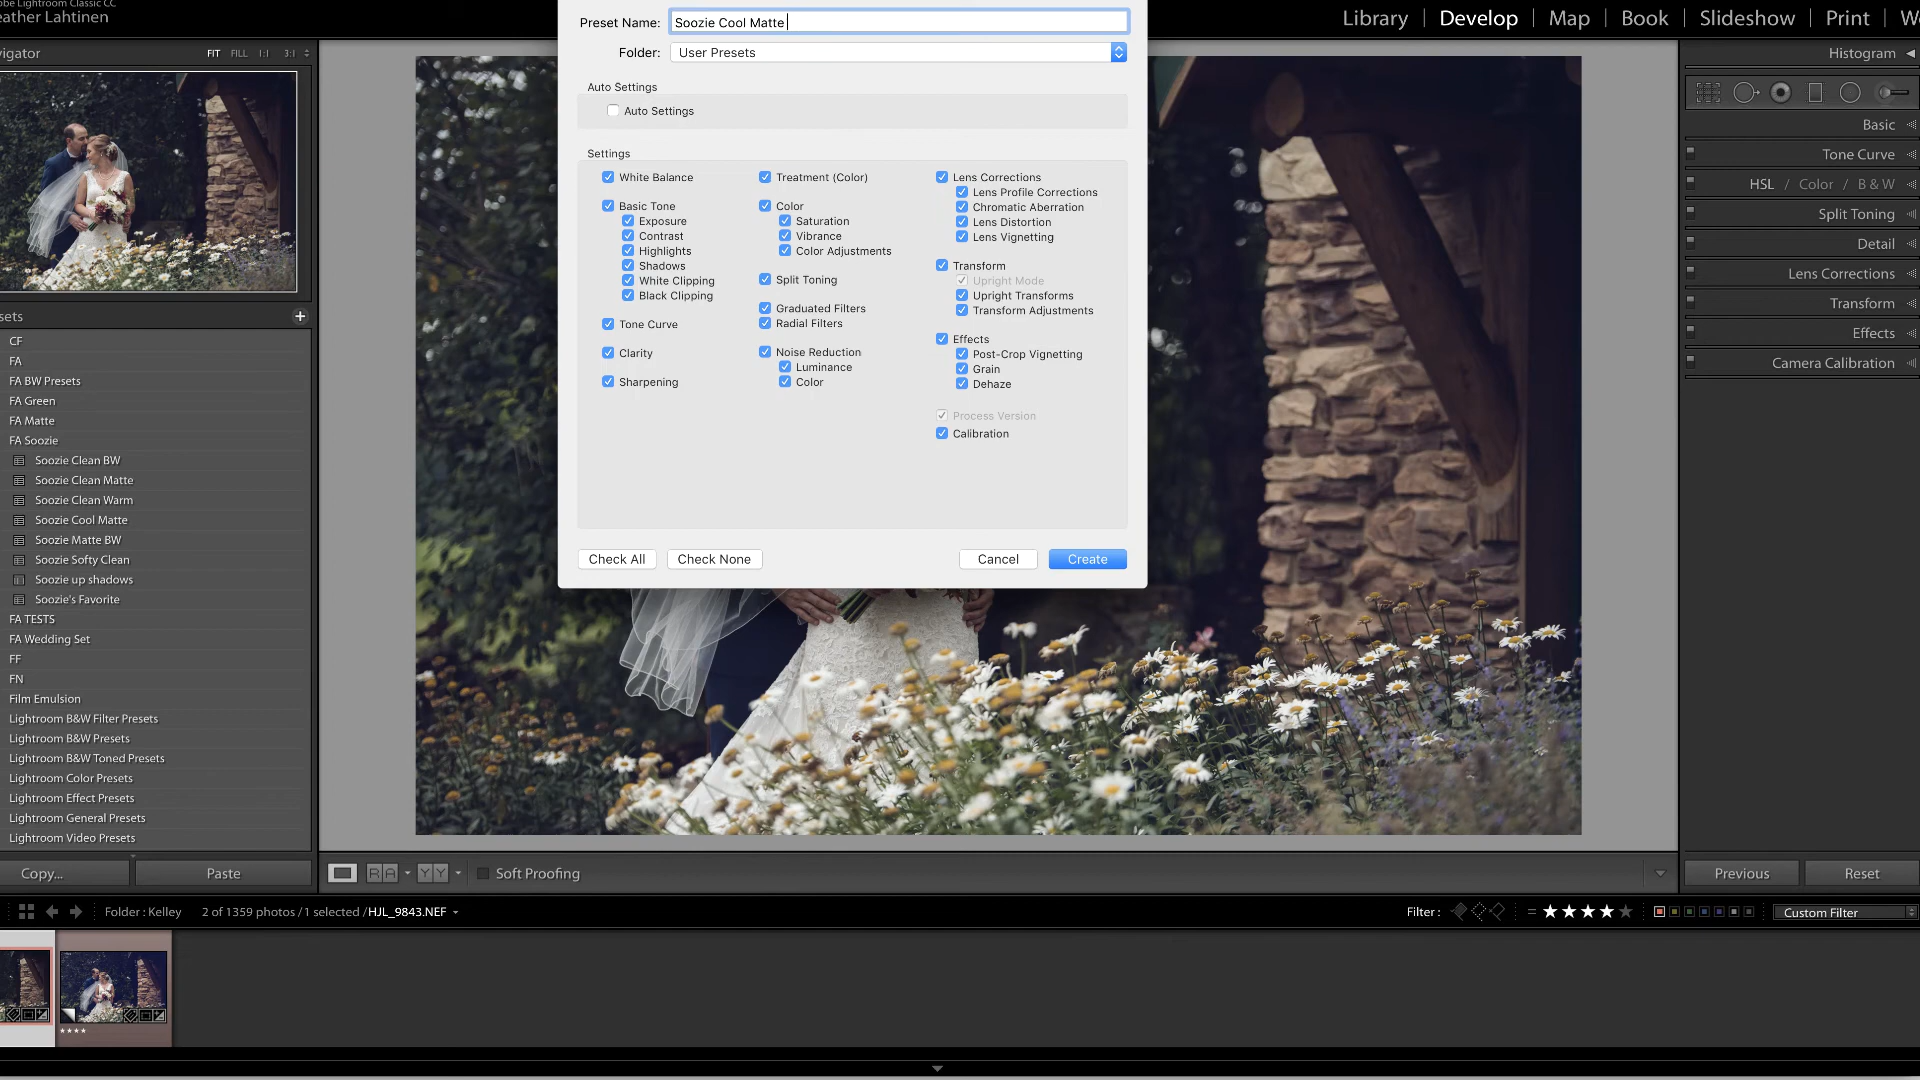 obe Lightroom Classic CC
eather Lahtinen
Library | Develop | Map | Book | Slideshow | Print |
vigator FIT FILL 1:1 3:1
Preset Name: Soozie Cool Matte
Folder: User Presets
Auto Settings
Auto Settings
Settings
White Balance
Basic Tone
Exposure
Contrast
Highlights
Shadows
White Clipping
Black Clipping
Tone Curve
Clarity
Sharpening
Treatment (Color)
Color
Saturation
Vibrance
Color Adjustments
Split Toning
Graduated Filters
Radial Filters
Noise Reduction
Luminance
Color
Lens Corrections
Lens Profile Corrections
Chromatic Aberration
Lens Distortion
Lens Vignetting
Transform
Upright Mode
Upright Transforms
Transform Adjustments
Effects
Post-Crop Vignetting
Grain
Dehaze
Process Version
Calibration
Check All Check None Cancel Create
Histogram
Basic
Tone Curve
HSL / Color / B & W
Split Toning
Detail
Lens Corrections
Transform
Effects
Camera Calibration
sets +
CF
FA
FA BW Presets
FA Green
FA Matte
FA Soozie
Soozie Clean BW
Soozie Clean Matte
Soozie Clean Warm
Soozie Cool Matte
Soozie Matte BW
Soozie Softy Clean
Soozie up shadows
Soozie's Favorite
FA TESTS
FA Wedding Set
FF
FN
Film Emulsion
Lightroom B&W Filter Presets
Lightroom B&W Presets
Lightroom B&W Toned Presets
Lightroom Color Presets
Lightroom Effect Presets
Lightroom General Presets
Lightroom Video Presets
Copy... Paste
R A Y Y Soft Proofing
Previous Reset
Folder : Kelley 2 of 1359 photos / 1 selected / HJL_9843.NEF
Filter : Custom Filter